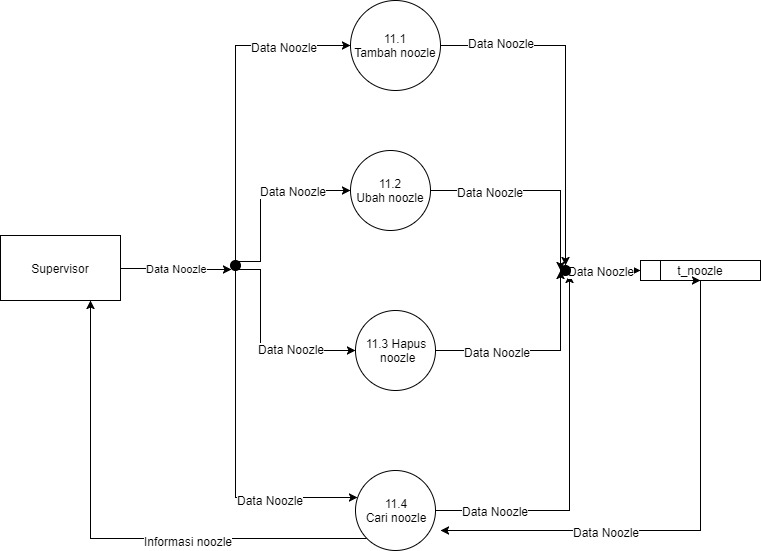 11.1
Tambah noozle
Data Noozle
Data Noozle
11.2
Ubah noozle
Data Noozle
Data Noozle
Supervisor
Data Noozle
Data Noozle
t_noozle
11.3 Hapus
noozle
Data Noozle
Data Noozle
11.4
Cari noozle
Data Noozle
Data Noozle
Data Noozle
Informasi noozle